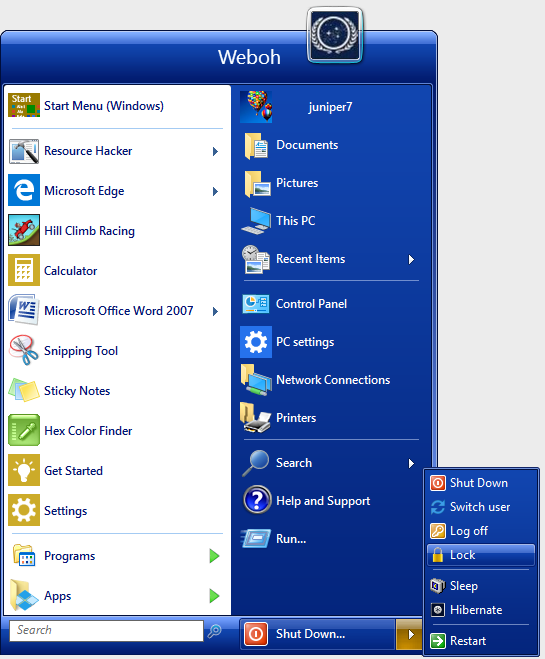 Weboh
Start
Start Menu (Windows)
Resource Hacker
Microsoft Edge
Hill Climb Racing
Calculator
Microsoft Office Word 2007
Snipping Tool
Sticky Notes
Hex Color Finder
Get Started
Settings
Programs
Apps
Search
juniper7
Documents
Pictures
This PC
Recent Items
Control Panel
PC settings
Network Connections
Printers
Search
Help and Support
Run...
Shut Down...
Shut Down
Switch user
Log off
Lock
Sleep
Hibernate
Restart